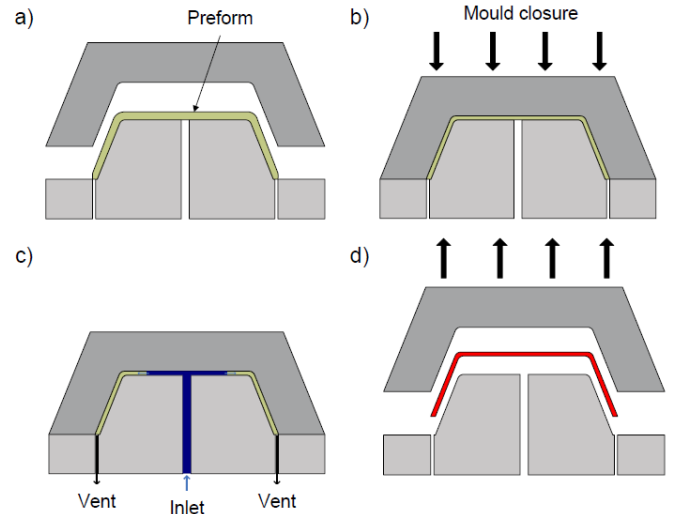 a)
Preform
b)
Mould closure
c)
Vent
Inlet
Vent
d)